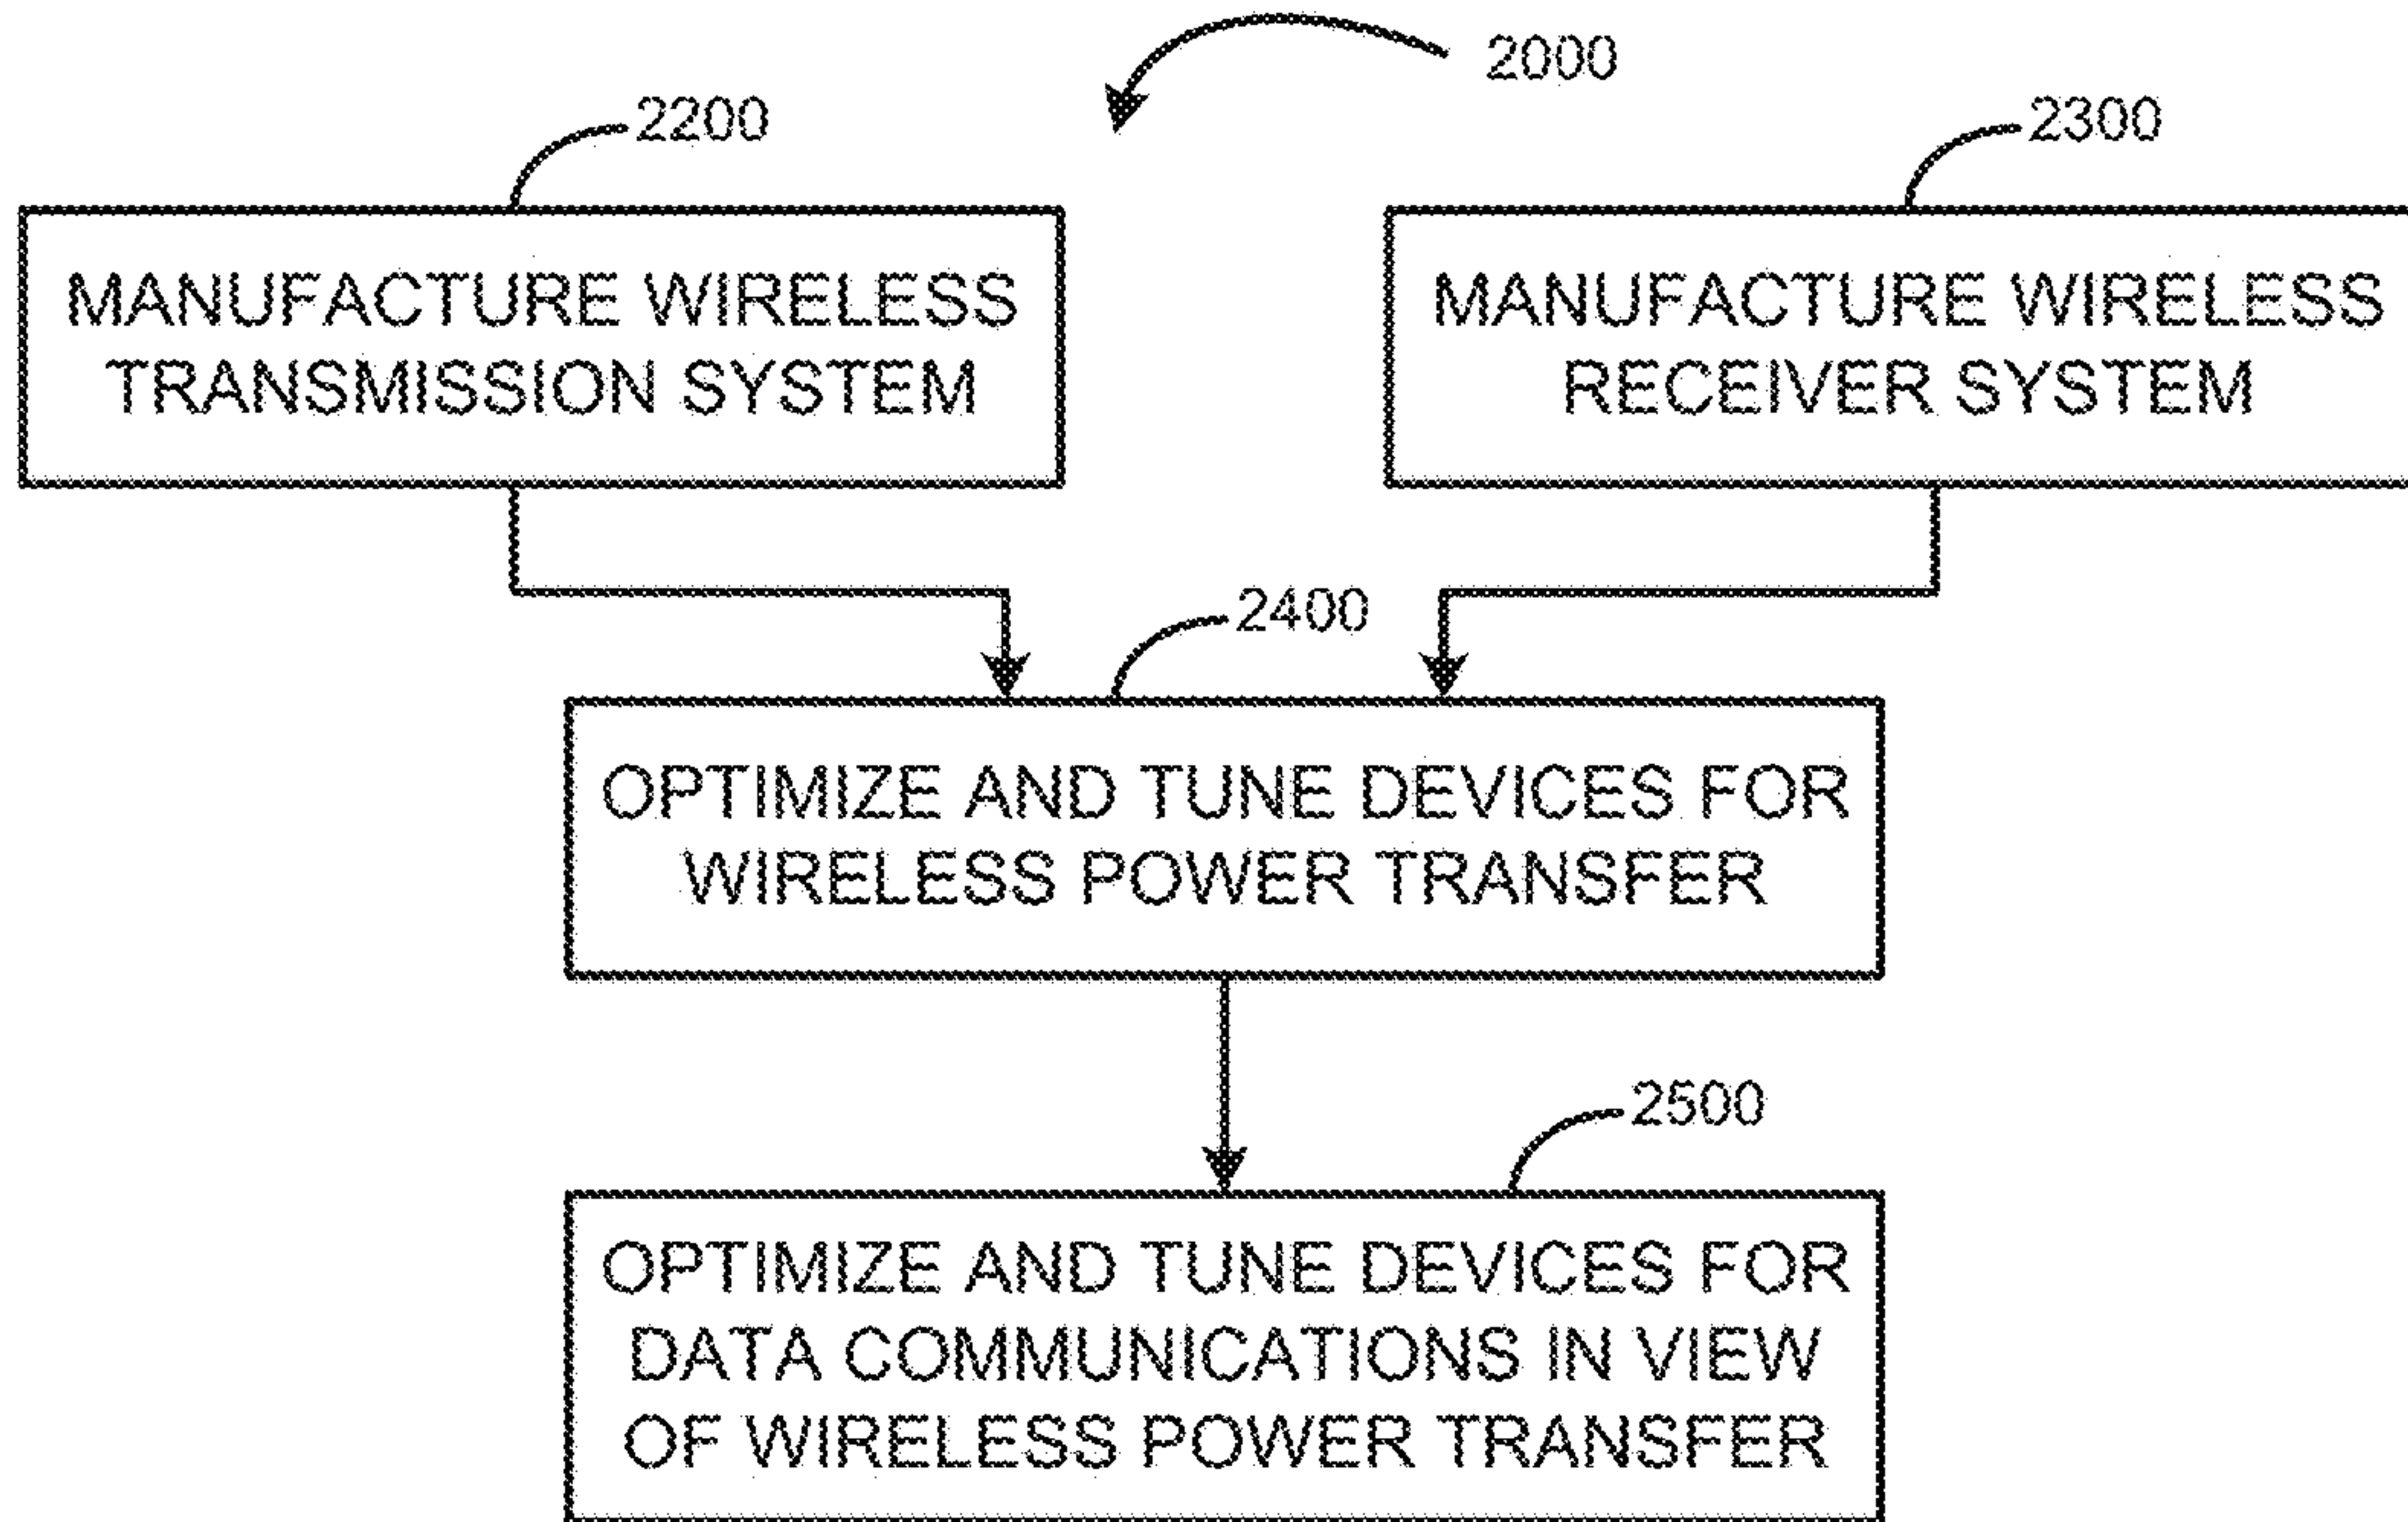 2000
2200
2300
MANUFACTURE WIRELESS
TRANSMISSION SYSTEM
MANUFACTURE WIRELESS
RECEIVER SYSTEM
2400
OPTIMIZE AND TUNE DEVICES FOR
WIRELESS POWER TRANSFER
2500
OPTIMIZE AND TUNE DEVICES FOR
DATA COMMUNICATIONS IN VIEW
OF WIRELESS POWER TRANSFER